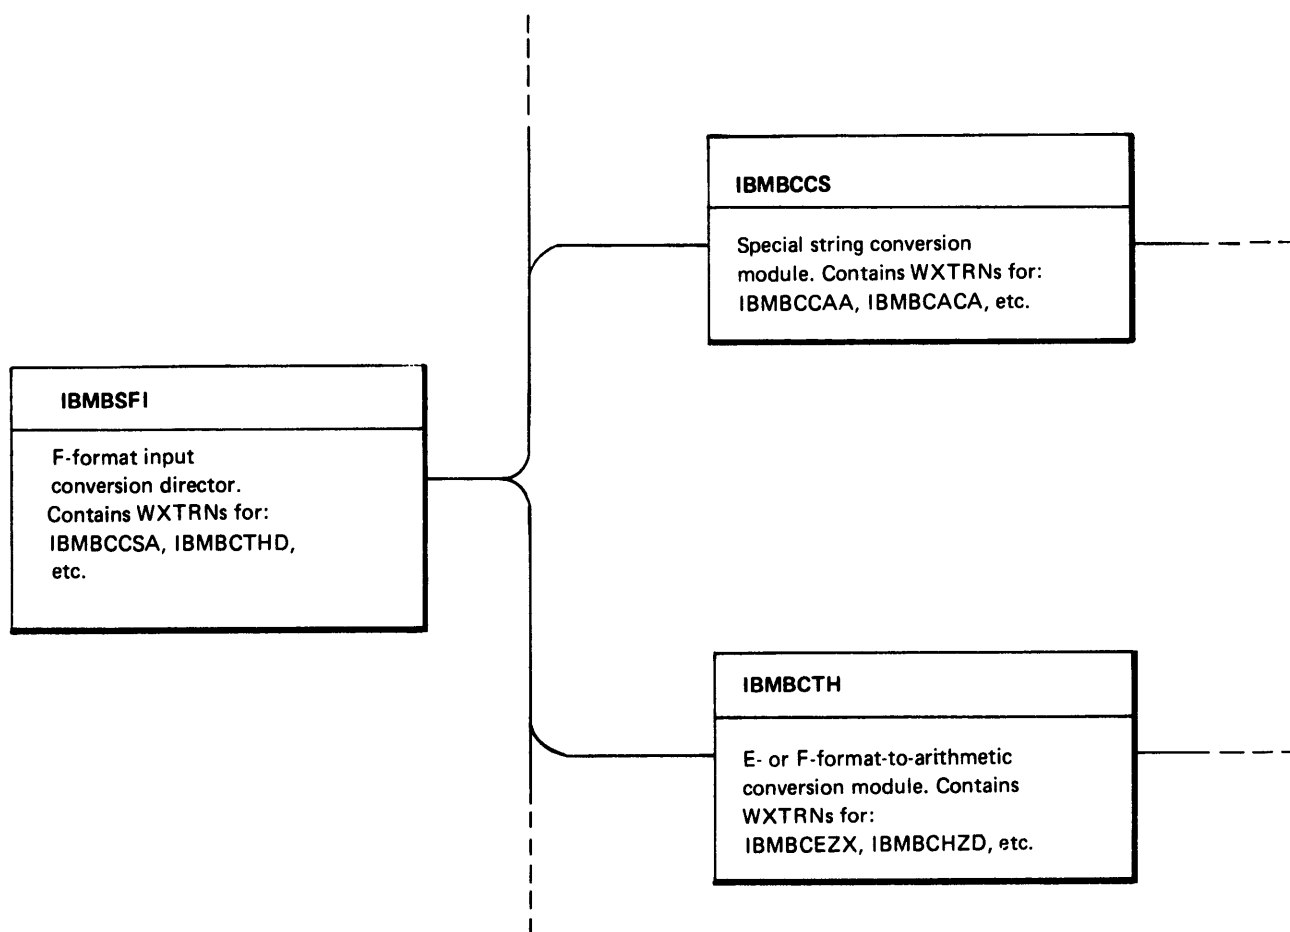 IBMBCCS
Special string conversion
module. Contains WXTRNs for:
IBMBCCAA, IBMBCACA, etc.
IBMBSFI
F-format input
conversion director.
Contains WXTRNs for:
IBMBCCSA, IBMBCTHD,
etc.
IBMBCTH
E- or F-format-to-arithmetic
conversion module. Contains
WXTRNs for:
IBMBCEZX, IBMBCHZD, etc.